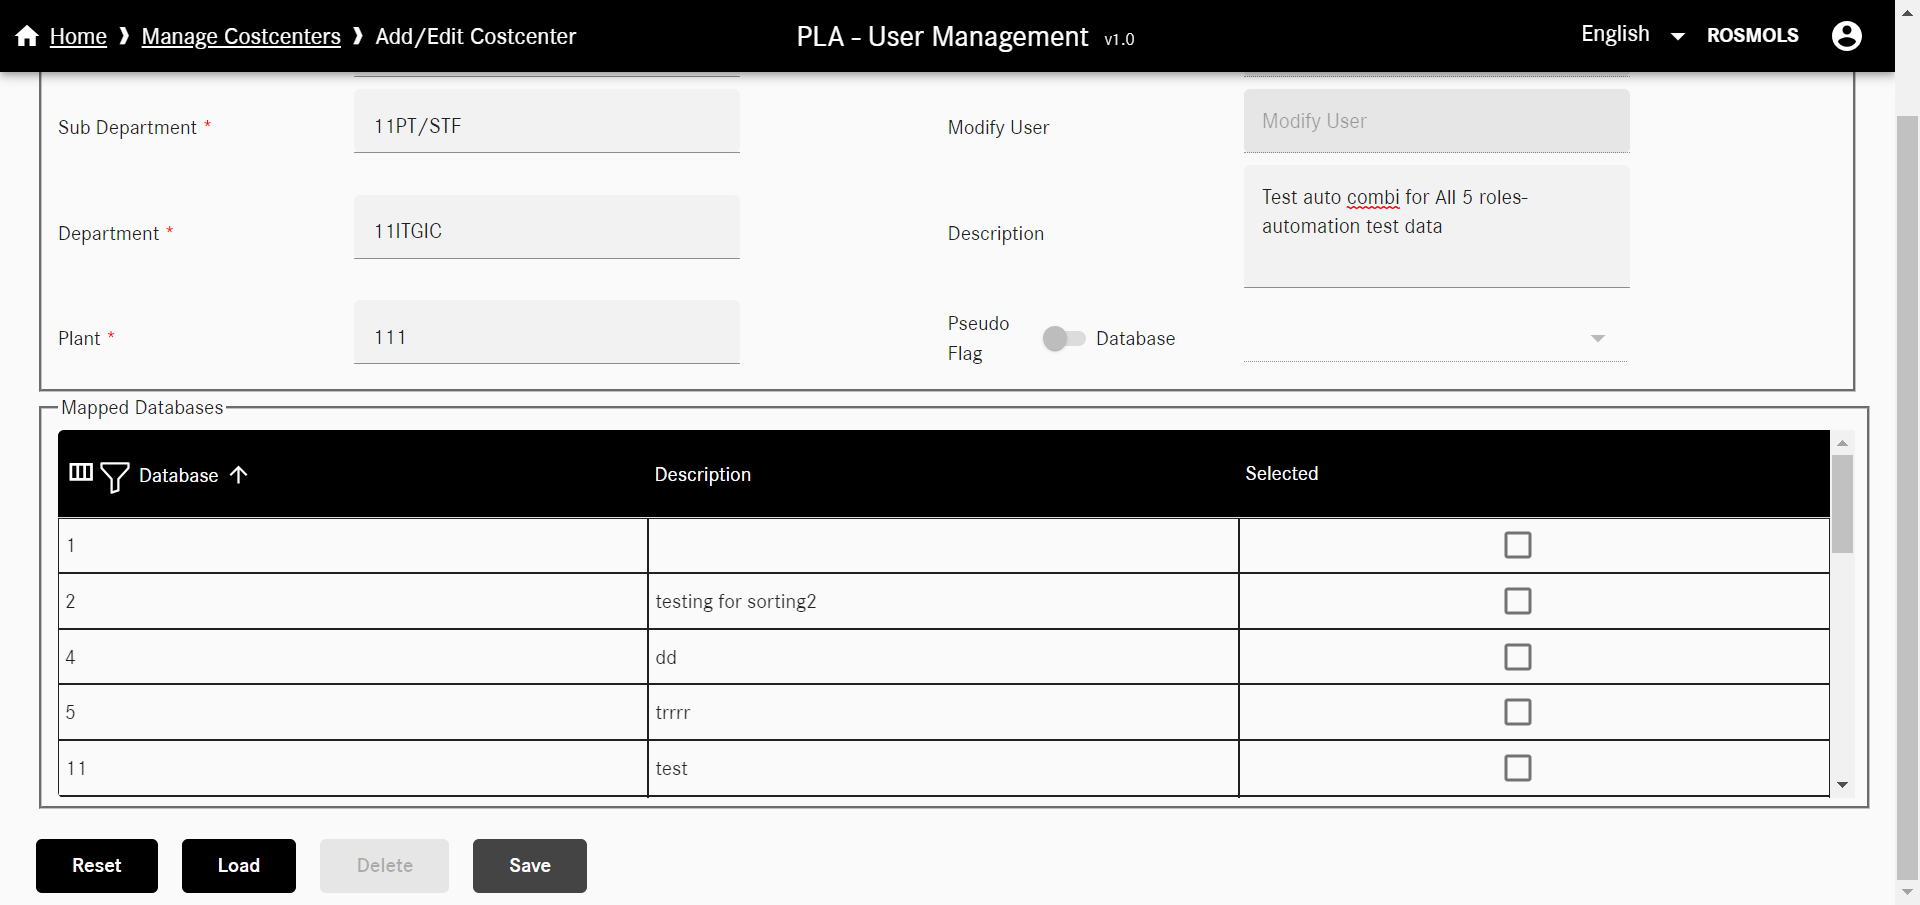 Home ❱ Manage Costcenters ❱ Add/Edit Costcenter
PLA - User Management v1.0
English
ROSMOLS
Sub Department *
11PT/STF
Modify User
Modify User
Department *
11ITGIC
Description
Test auto combi for All 5 roles-
automation test data
Plant *
111
Pseudo
Flag
Database
Mapped Databases
Database Description Selected
1
2 testing for sorting2
4 dd
5 trrrr
11 test
Reset Load Delete Save